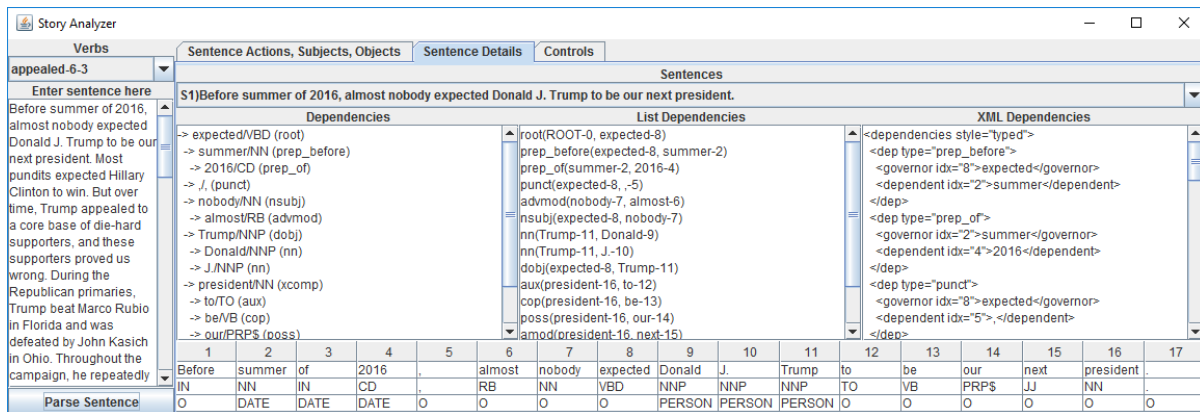 Story Analyzer
Verbs
appealed-6-3
Enter sentence here
Before summer of 2016,
almost nobody expected
Donald J. Trump to be our
next president. Most
pundits expected Hillary
Clinton to win. But over
time, Trump appealed to
a core base of die-hard
supporters, and these
supporters proved us
wrong. During the
Republican primaries,
Trump beat Marco Rubio
in Florida and was
defeated by John Kasich
in Ohio. Throughout the
campaign, he repeatedly
Parse Sentence
Sentence Actions, Subjects, Objects Sentence Details Controls
Sentences
S1)Before summer of 2016, almost nobody expected Donald J. Trump to be our next president.
Dependencies
-> expected/VBD (root)
-> summer/NN (prep_before)
-> 2016/CD (prep_of)
-> ,/, (punct)
-> nobody/NN (nsubj)
-> almost/RB (advmod)
-> Trump/NNP (dobj)
-> Donald/NNP (nn)
-> J./NNP (nn)
-> president/NN (xcomp)
-> to/TO (aux)
-> be/VB (cop)
-> our/PRP$ (poss)
List Dependencies
root(ROOT-0, expected-8)
prep_before(expected-8, summer-2)
prep_of(summer-2, 2016-4)
punct(expected-8, ,-5)
advmod(nobody-7, almost-6)
nsubj(expected-8, nobody-7)
nn(Trump-11, Donald-9)
nn(Trump-11, J.-10)
dobj(expected-8, Trump-11)
aux(president-16, to-12)
cop(president-16, be-13)
poss(president-16, our-14)
amod(president-16, next-15)
XML Dependencies
<dependencies style="typed">
<dep type="prep_before">
<governor idx="8">expected</governor>
<dependent idx="2">summer</dependent>
</dep>
<dep type="prep_of">
<governor idx="2">summer</governor>
<dependent idx="4">2016</dependent>
</dep>
<dep type="punct">
<governor idx="8">expected</governor>
<dependent idx="5">,</dependent>
</dep>
1 2 3 4 5 6 7 8 9 10 11 12 13 14 15 16 17
Before summer of 2016 , almost nobody expected Donald J. Trump to be our next president .
IN NN IN CD , RB NN VBD NNP NNP NNP TO VB PRP$ JJ NN .
O DATE DATE DATE O O O O PERSON PERSON PERSON O O O O O O